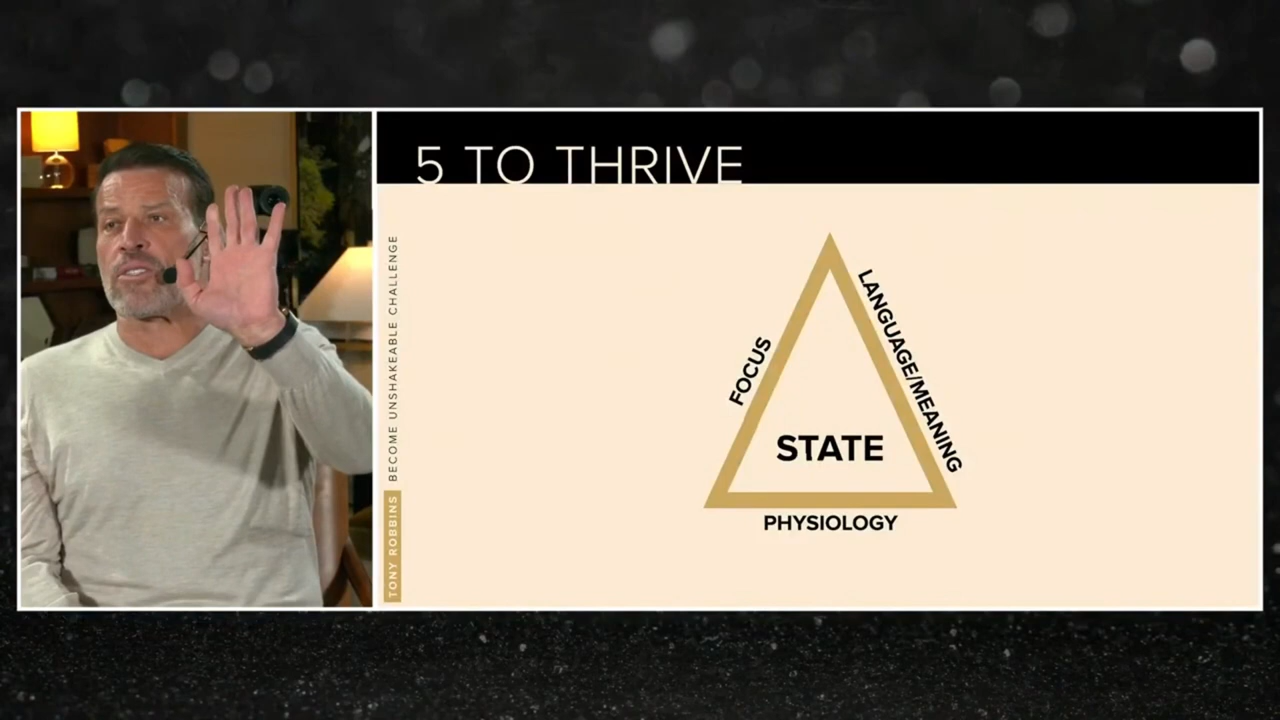 5 TO THRIVE
TONY ROBBINS BECOME UNSHAKEABLE CHALLENGE
FOCUS
LANGUAGE/MEANING
STATE
PHYSIOLOGY